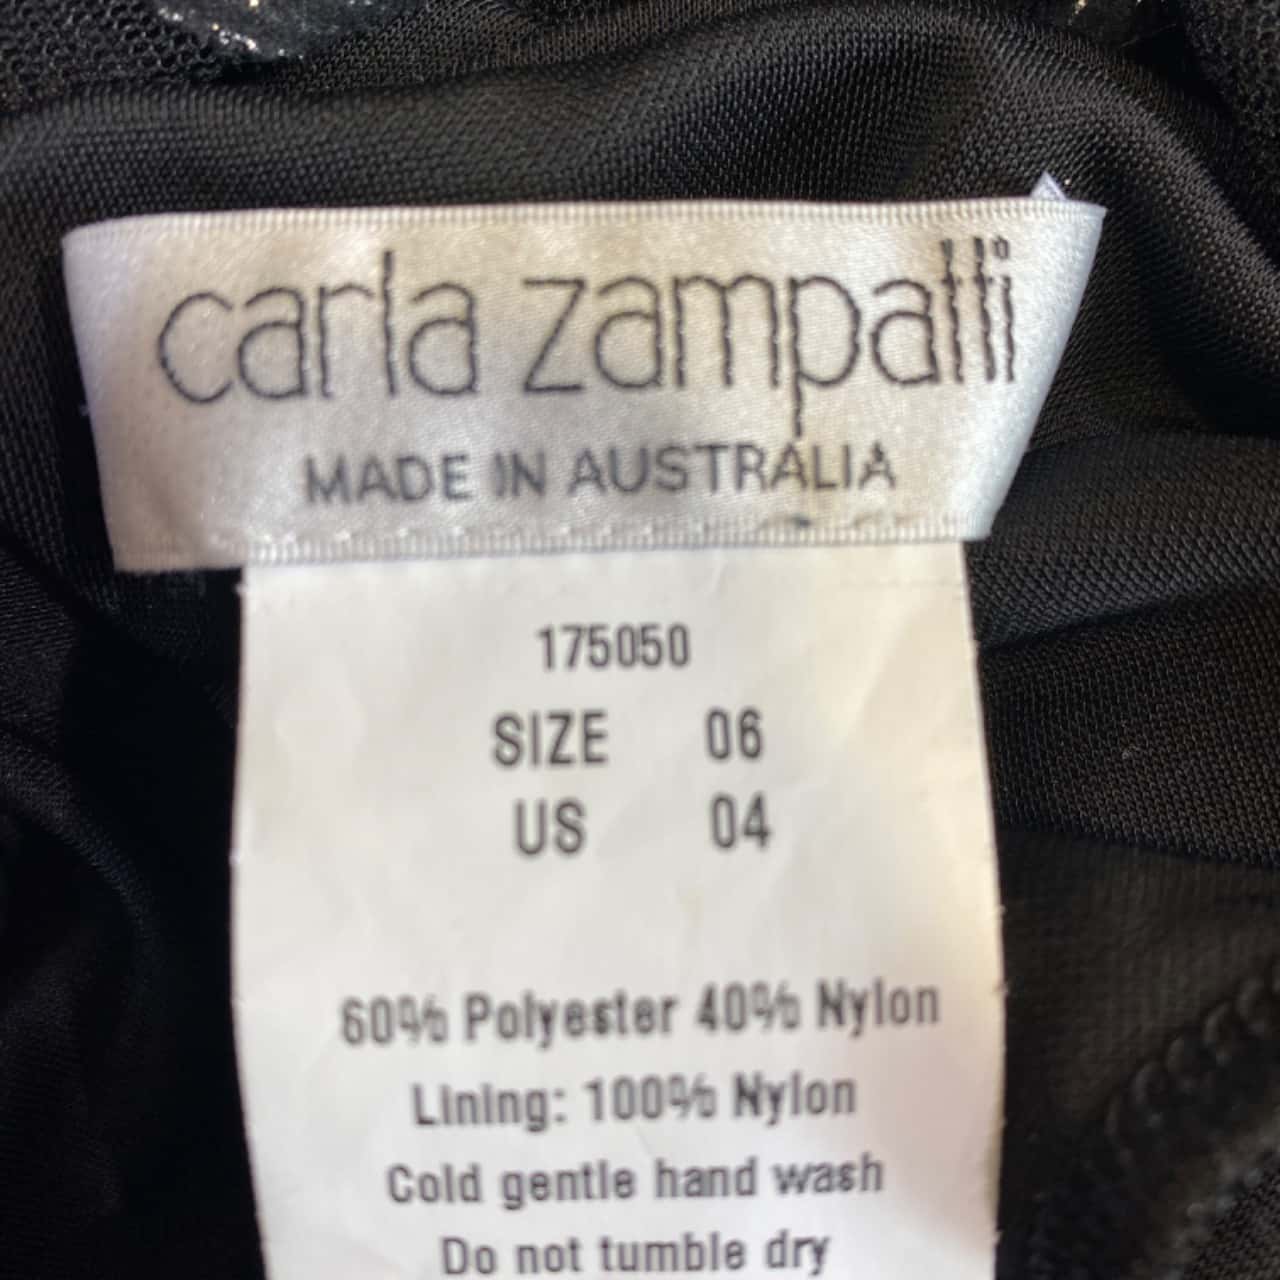 carla zampatti
MADE IN AUSTRALIA
175050
SIZE 06
US 04
60% Polyester 40% Nylon
Lining: 100% Nylon
Cold gentle hand wash
Do not tumble dry